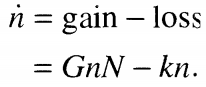 ṅ = gain − loss
= GnN − kn.